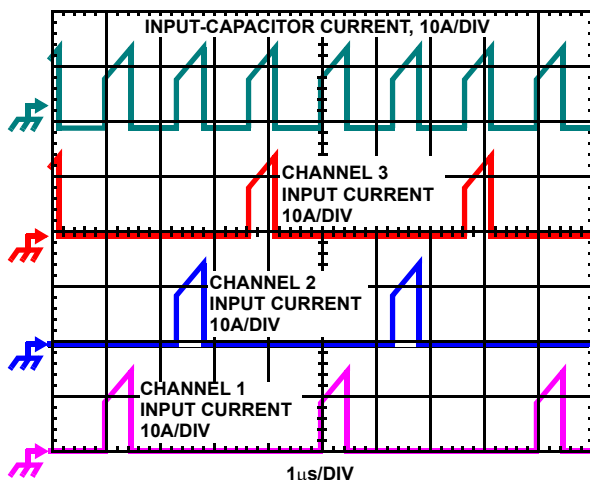 INPUT-CAPACITOR CURRENT, 10A/DIV
CHANNEL 3
INPUT CURRENT
10A/DIV
CHANNEL 2
INPUT CURRENT
10A/DIV
CHANNEL 1
INPUT CURRENT
10A/DIV
1μs/DIV